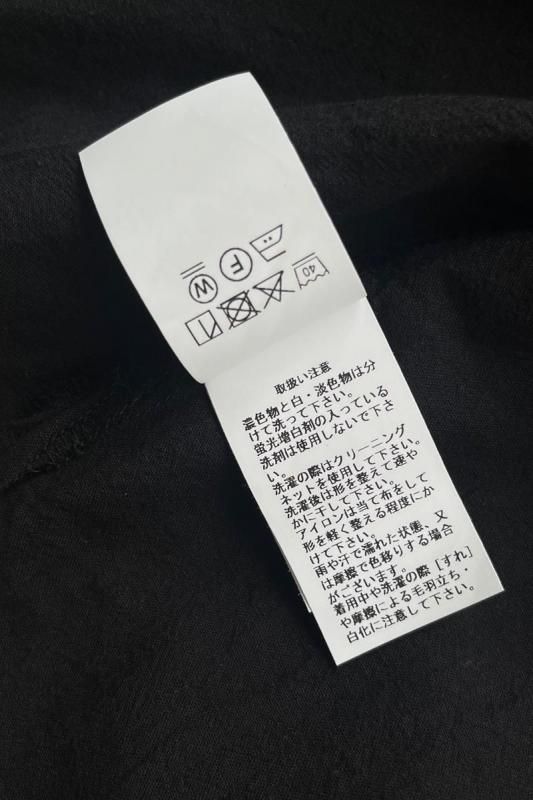 40
F
W
取扱い注意
濃色物と白・淡色物は分
けて洗って下さい。
蛍光増白剤の入っている
洗剤は使用しないで下さ
い。
洗濯の際はクリーニング
ネットを使用して下さい。
洗濯後は形を整えて速や
かに干して下さい。
アイロンは当て布をして
形を軽く整える程度にか
けて下さい。
雨や汗で濡れた状態、又
は摩擦で色移りする場合
がございます。
着用中や洗濯の際［すれ］
や摩擦による毛羽立ち・
白化に注意して下さい。